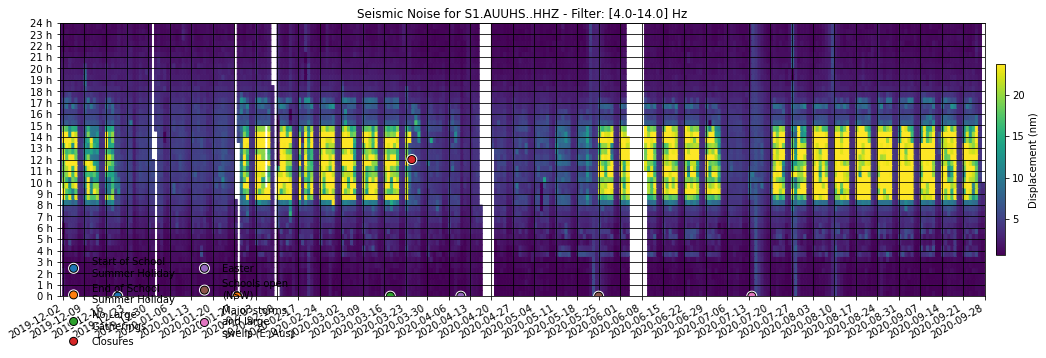 Seismic Noise for S1.AUUHS..HHZ - Filter: [4.0-14.0] Hz
24 h
23 h
22 h
21 h
20 h
19 h
18 h
17 h
16 h
15 h
14 h
13 h
12 h
11 h
10 h
9 h
8 h
7 h
6 h
5 h
4 h
3 h
2 h
1 h
0 h
20
15
10
5
Displacement (nm)
Start of School
Summer Holiday
End of School
Summer Holiday
No Large
Gatherings
Closures
Easter
Schools open
(NSW)
Major storms
and large
swells (E. Aus)
2019-12-02
2019-12-09
2020-01-06
2020-01-13
2020-01-20
2020-02-24
2020-03-02
2020-03-09
2020-03-16
2020-03-23
2020-03-30
2020-04-06
2020-04-13
2020-04-20
2020-04-27
2020-05-04
2020-05-11
2020-05-18
2020-05-25
2020-06-01
2020-06-08
2020-06-15
2020-06-22
2020-06-29
2020-07-06
2020-07-13
2020-07-20
2020-07-27
2020-08-03
2020-08-10
2020-08-17
2020-08-24
2020-08-31
2020-09-07
2020-09-14
2020-09-21
2020-09-28